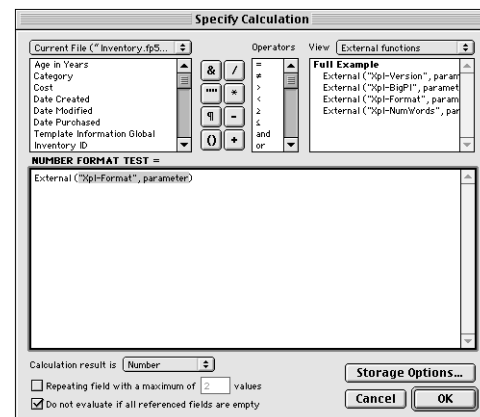 Specify Calculation
Current File ("Inventory.fp5...
Operators
View External functions
Age in Years
Category
Cost
Date Created
Date Modified
Date Purchased
Template Information Global
Inventory ID
& /
"" *
¶ -
() +
=
≠
>
<
≥
≤
and
or
Full Example
External ("Xpl-Version", param
External ("Xpl-BigPI", paramet
External ("Xpl-Format", param
External ("Xpl-NumWords", par
NUMBER FORMAT TEST =
External ("Xpl-Format", parameter)
Calculation result is Number
Repeating field with a maximum of 2 values
Do not evaluate if all referenced fields are empty
Storage Options...
Cancel OK